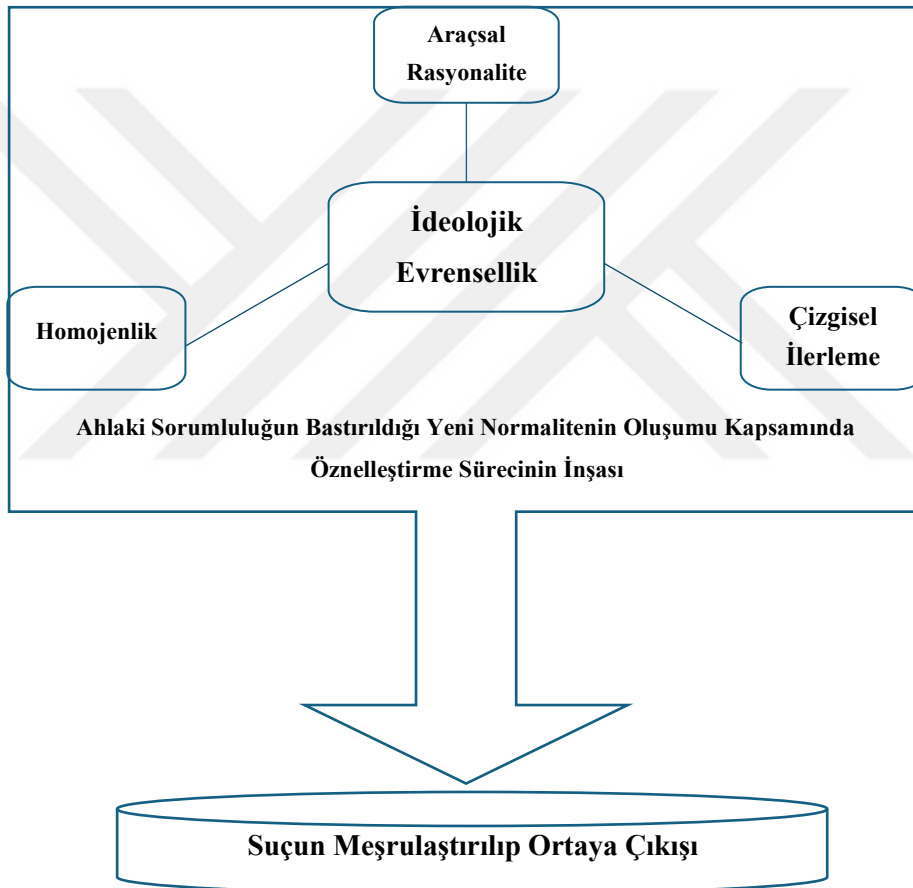 Araçsal
Rasyonalite
İdeolojik
Evrensellik
Homojenlik
Çizgisel
İlerleme
Ahlaki Sorumluluğun Bastırıldığı Yeni Normalitenin Oluşumu Kapsamında
Öznelleştirme Sürecinin İnşası
Suçun Meşrulaştırılıp Ortaya Çıkışı